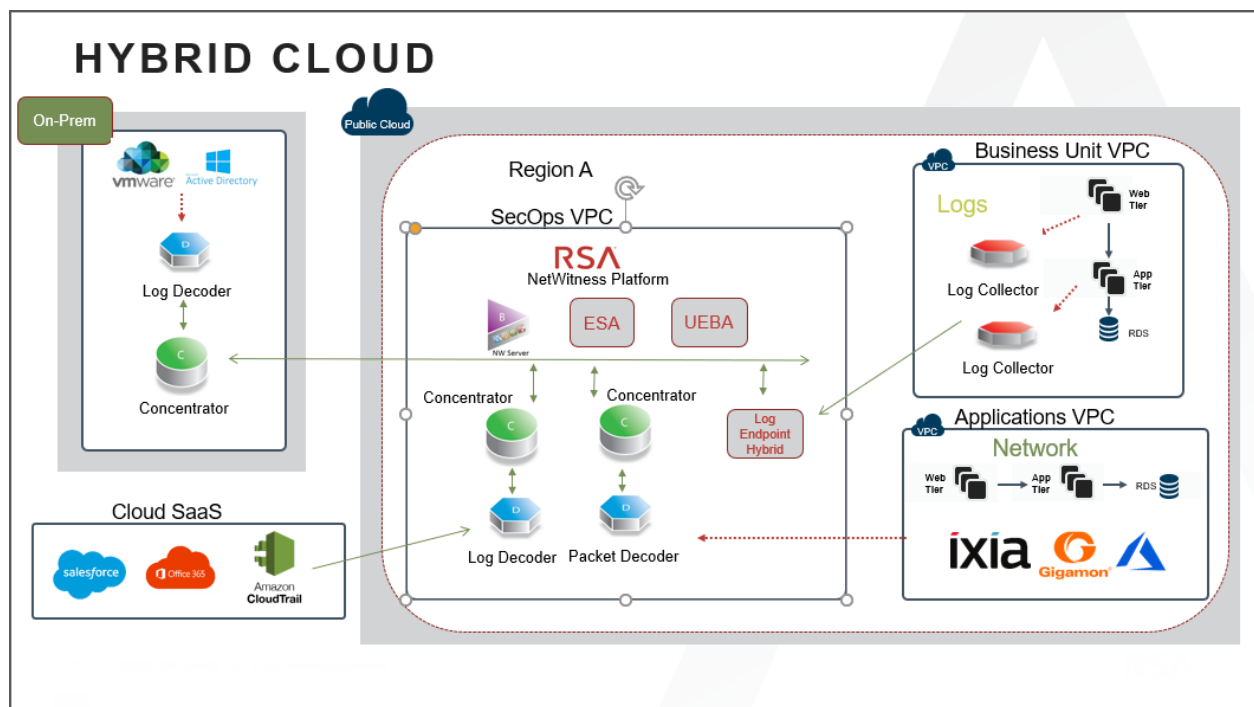 HYBRID CLOUD
On-Prem
vmware®
Active Directory
D
Log Decoder
C
Concentrator
Public Cloud
Region A
SecOps VPC
RSA
NetWitness Platform
B
NW Server
ESA
UEBA
Concentrator
C
Concentrator
C
Log
Endpoint
Hybrid
D
Log Decoder
D
Packet Decoder
Business Unit VPC
VPC
Logs
Web
Tier
Log Collector
App
Tier
Log Collector
RDS
Applications VPC
VPC
Network
Web
Tier
App
Tier
RDS
ixia
Gigamon®
Cloud SaaS
salesforce
Office 365
Amazon
CloudTrail